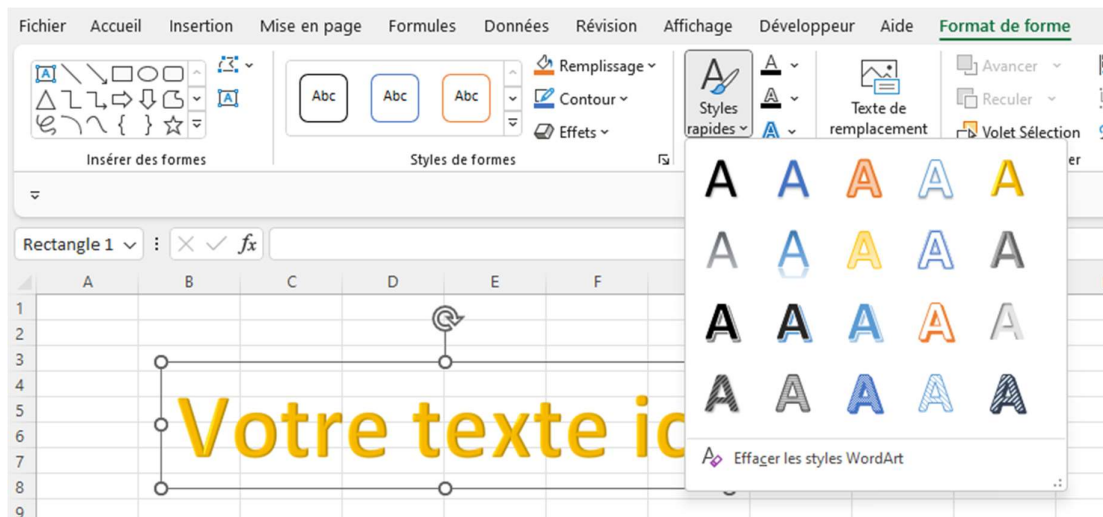 Fichier Accueil Insertion Mise en page Formules Données Révision Affichage Développeur Aide Format de forme
A
Abc Abc Abc
Remplissage
Contour
Effets
A
Styles
rapides
A
A
A
Texte de
remplacement
Avancer
Reculer
Volet Sélection
Insérer des formes
Styles de formes
er
A A A A A
A A A A A
A A A A A
A A A A A
Effacer les styles WordArt
Rectangle 1
fx
A B C D E F
1
2
3
4
5
6
7
8
9
Votre texte ic